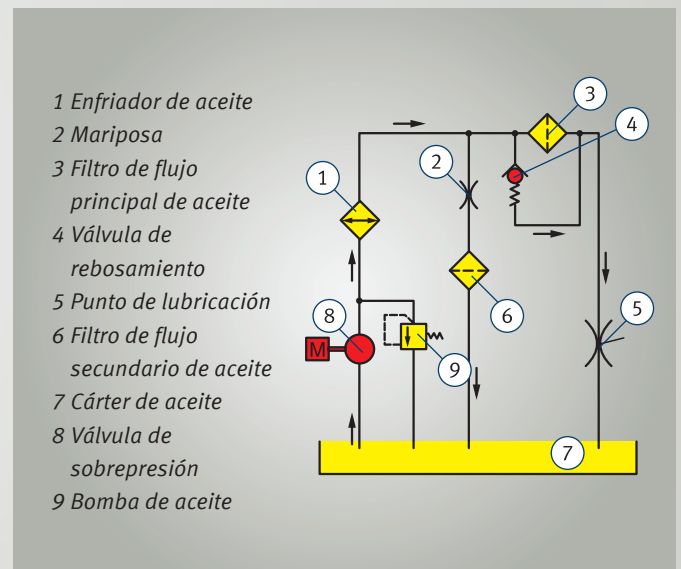 1 Enfriador de aceite
2 Mariposa
3 Filtro de flujo
principal de aceite
4 Válvula de
rebosamiento
5 Punto de lubricación
6 Filtro de flujo
secundario de aceite
7 Cárter de aceite
8 Válvula de
sobrepresión
9 Bomba de aceite
3
4
2
1
6
5
8
M
9
7